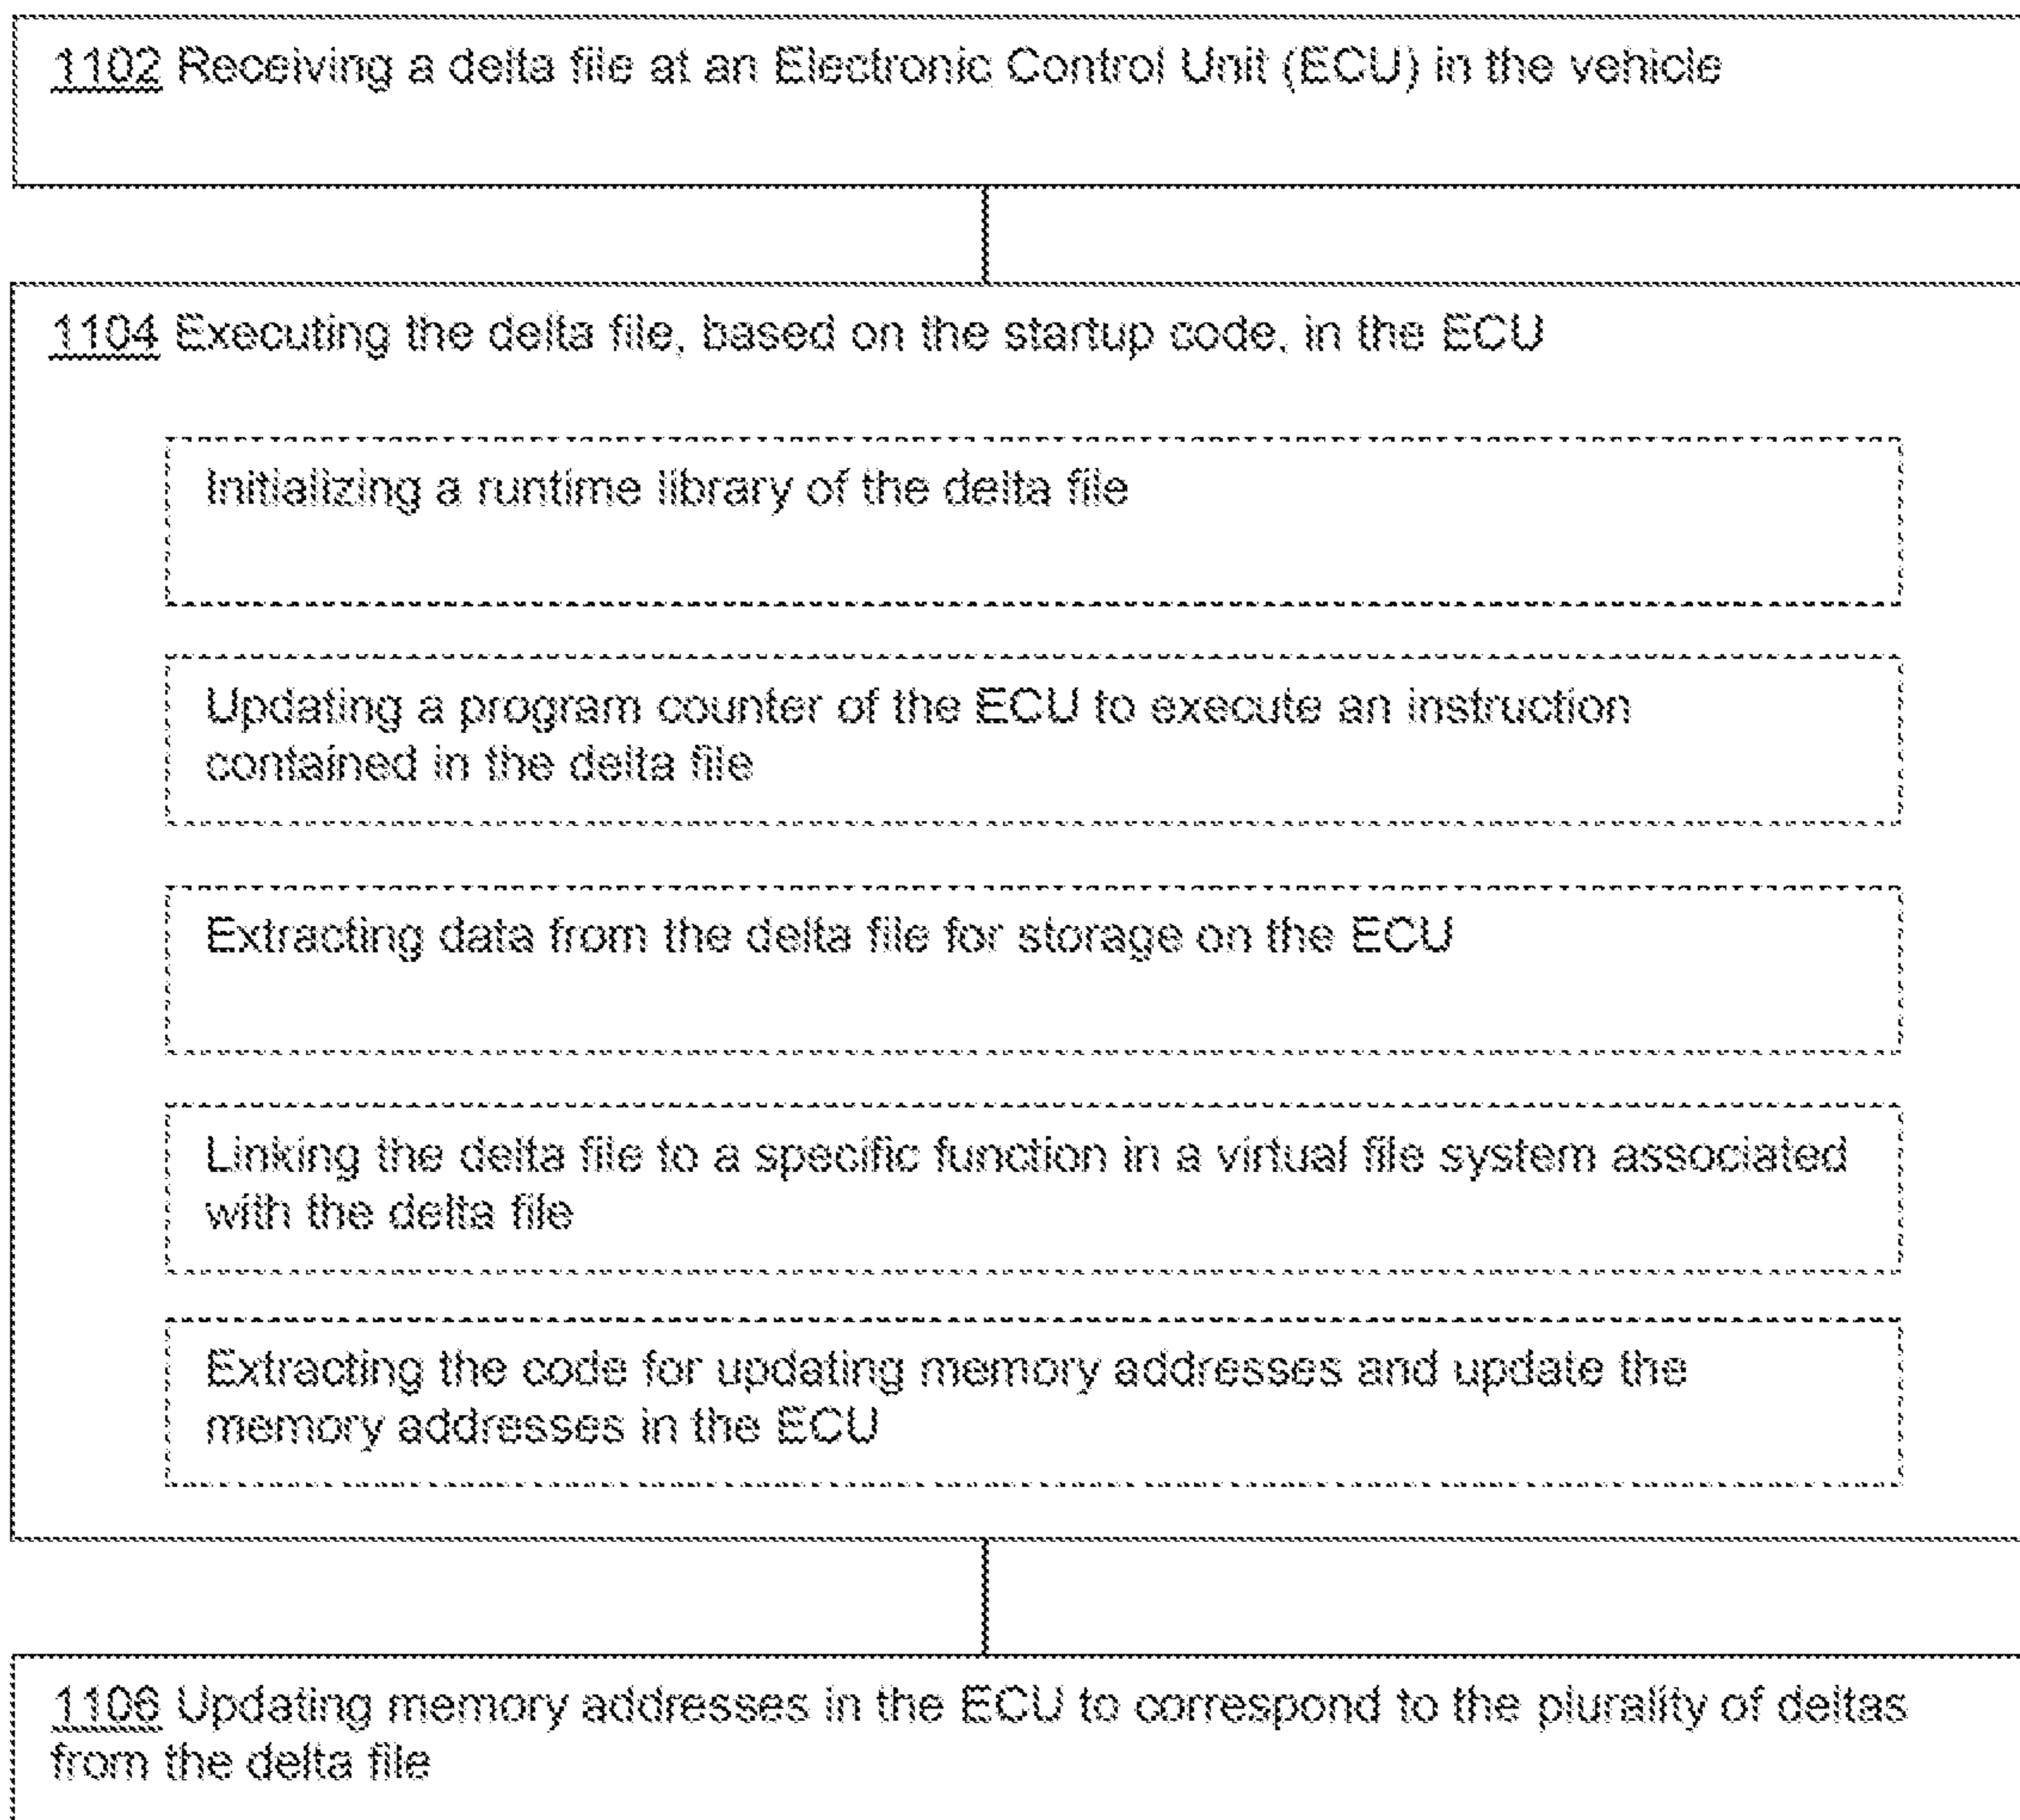 1102 Receiving a delta file at an Electronic Control Unit (ECU) in the vehicle
1104 Executing the delta file, based on the startup code, in the ECU
Initializing a runtime library of the delta file
Updating a program counter of the ECU to execute an instruction
contained in the delta file
Extracting data from the delta file for storage on the ECU
Linking the delta file to a specific function in a virtual file system associated
with the delta file
Extracting the code for updating memory addresses and update the
memory addresses in the ECU
1106 Updating memory addresses in the ECU to correspond to the plurality of deltas
from the delta file